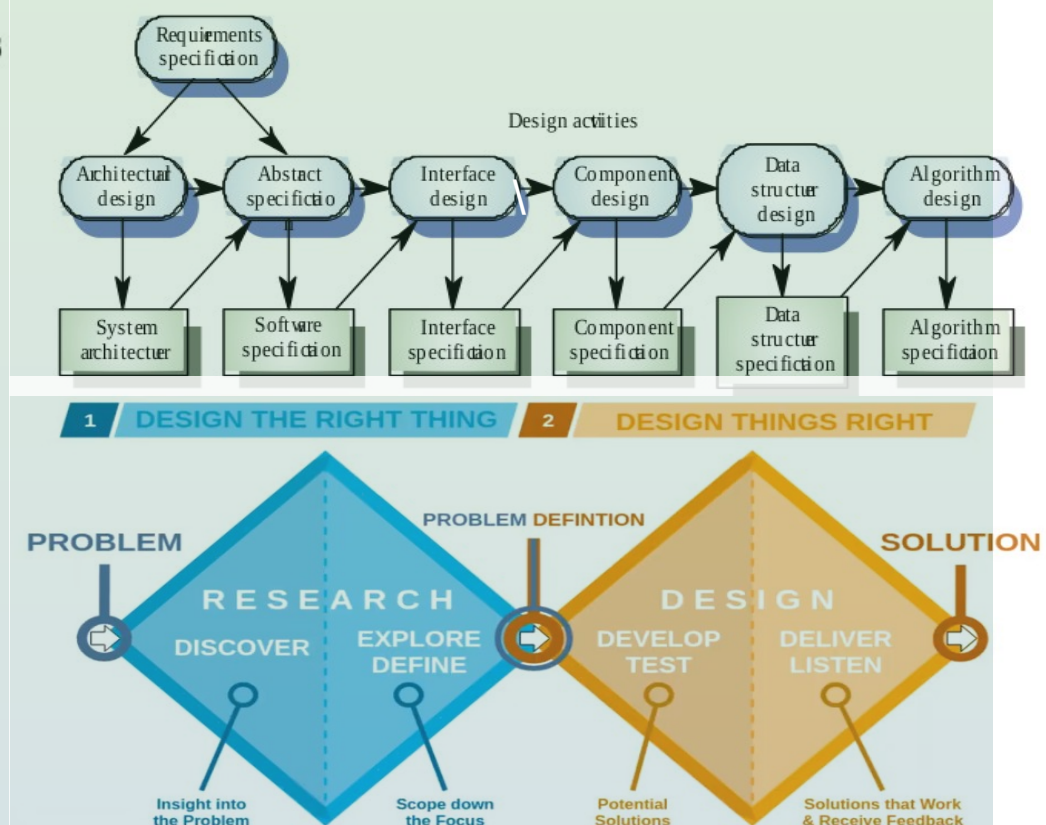 Requirements
specification
Design activities
Architectural
design
Abstract
specificatio
n
Interface
design
Component
design
Data
structure
design
Algorithm
design
System
architecture
Software
specification
Interface
specification
Component
specification
Data
structure
specification
Algorithm
specification
1 DESIGN THE RIGHT THING 2 DESIGN THINGS RIGHT
PROBLEM DEFINTION
PROBLEM
SOLUTION
RESEARCH
DESIGN
DISCOVER
EXPLORE
DEFINE
DEVELOP
TEST
DELIVER
LISTEN
Insight into
the Problem
Scope down
the Focus
Potential
Solutions
Solutions that Work
& Receive Feedback